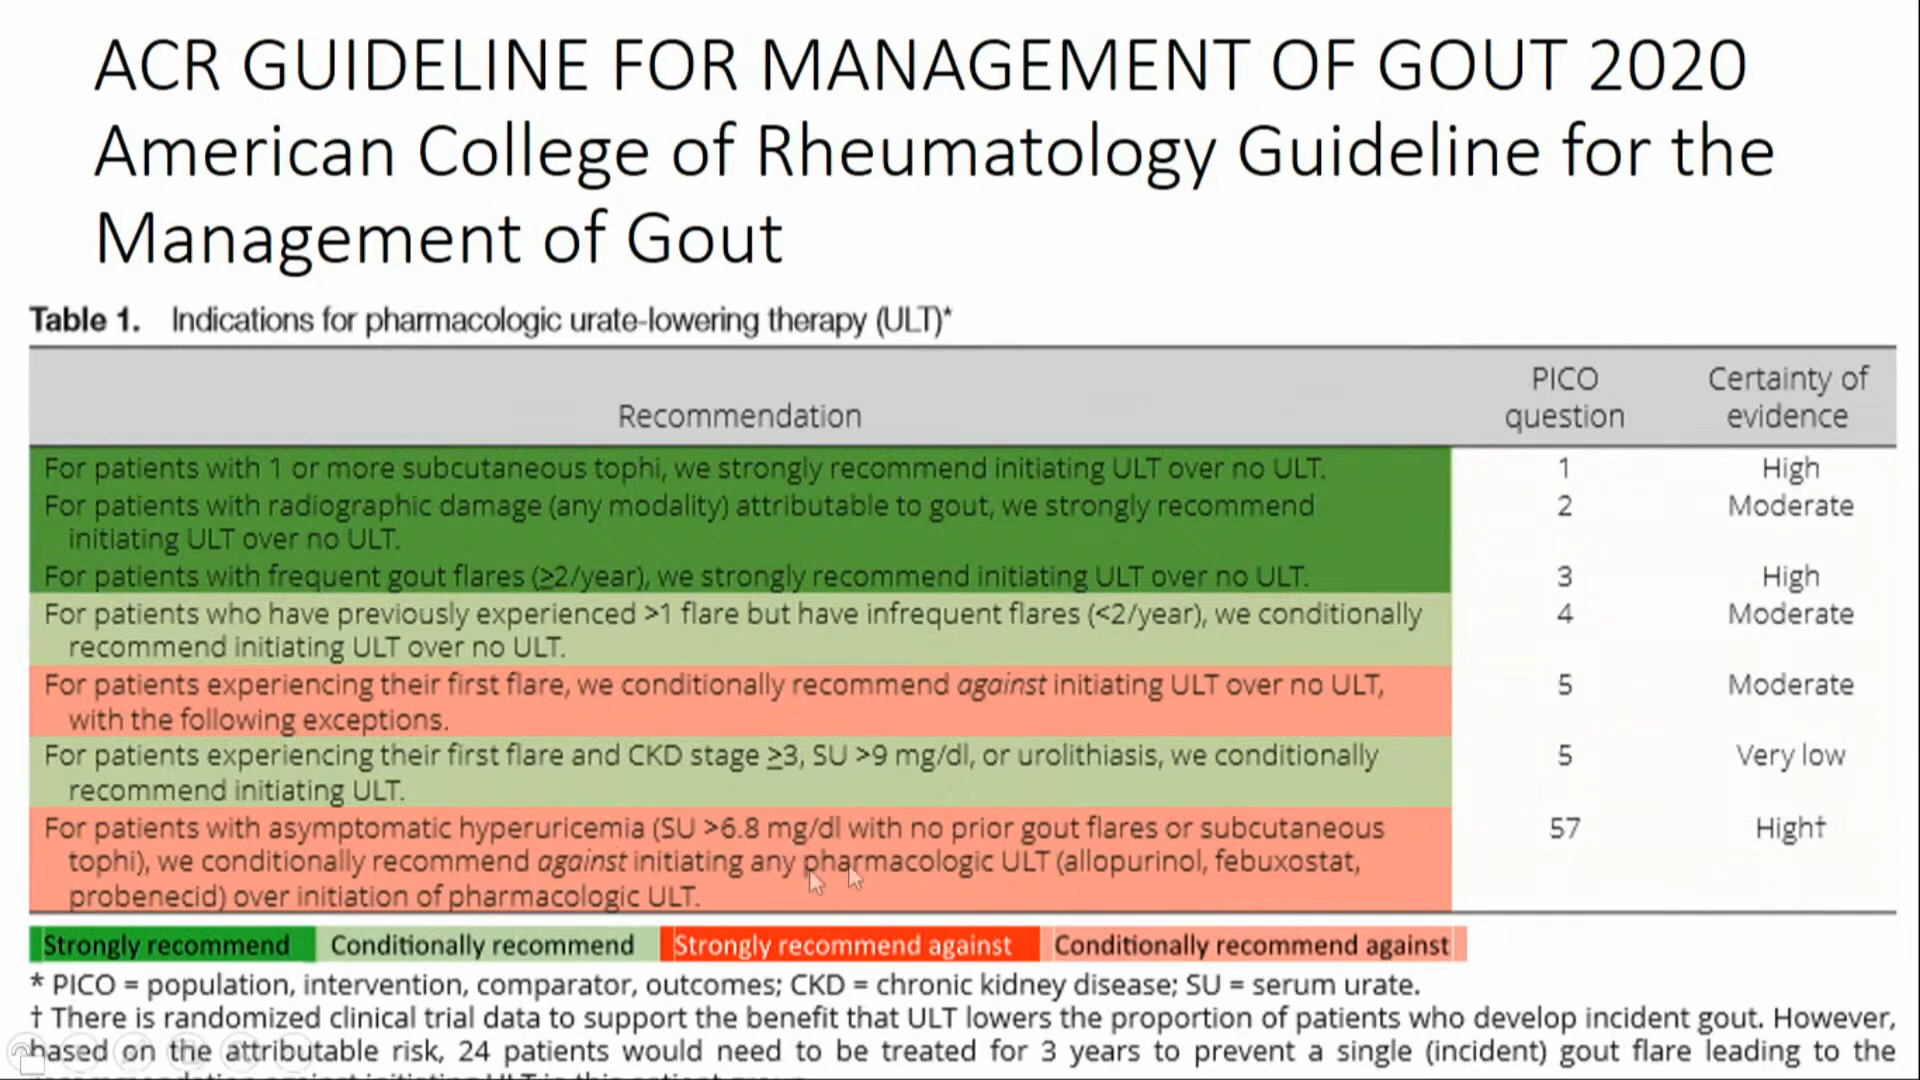 ACR GUIDELINE FOR MANAGEMENT OF GOUT 2020
American College of Rheumatology Guideline for the
Management of Gout
Table 1. Indications for pharmacologic urate-lowering therapy (ULT)*
Recommendation
PICO question
Certainty of evidence
For patients with 1 or more subcutaneous tophi, we strongly recommend initiating ULT over no ULT. 1 High
For patients with radiographic damage (any modality) attributable to gout, we strongly recommend 2 Moderate
initiating ULT over no ULT.
For patients with frequent gout flares (≥2/year), we strongly recommend initiating ULT over no ULT. 3 High
For patients who have previously experienced >1 flare but have infrequent flares (<2/year), we conditionally 4 Moderate
recommend initiating ULT over no ULT.
For patients experiencing their first flare, we conditionally recommend against initiating ULT over no ULT, 5 Moderate
with the following exceptions.
For patients experiencing their first flare and CKD stage ≥3, SU >9 mg/dl, or urolithiasis, we conditionally 5 Very low
recommend initiating ULT.
For patients with asymptomatic hyperuricemia (SU >6.8 mg/dl with no prior gout flares or subcutaneous 57 High†
tophi), we conditionally recommend against initiating any pharmacologic ULT (allopurinol, febuxostat,
probenecid) over initiation of pharmacologic ULT.
Strongly recommend Conditionally recommend Strongly recommend against Conditionally recommend against
* PICO = population, intervention, comparator, outcomes; CKD = chronic kidney disease; SU = serum urate.
† There is randomized clinical trial data to support the benefit that ULT lowers the proportion of patients who develop incident gout. However,
based on the attributable risk, 24 patients would need to be treated for 3 years to prevent a single (incident) gout flare leading to the